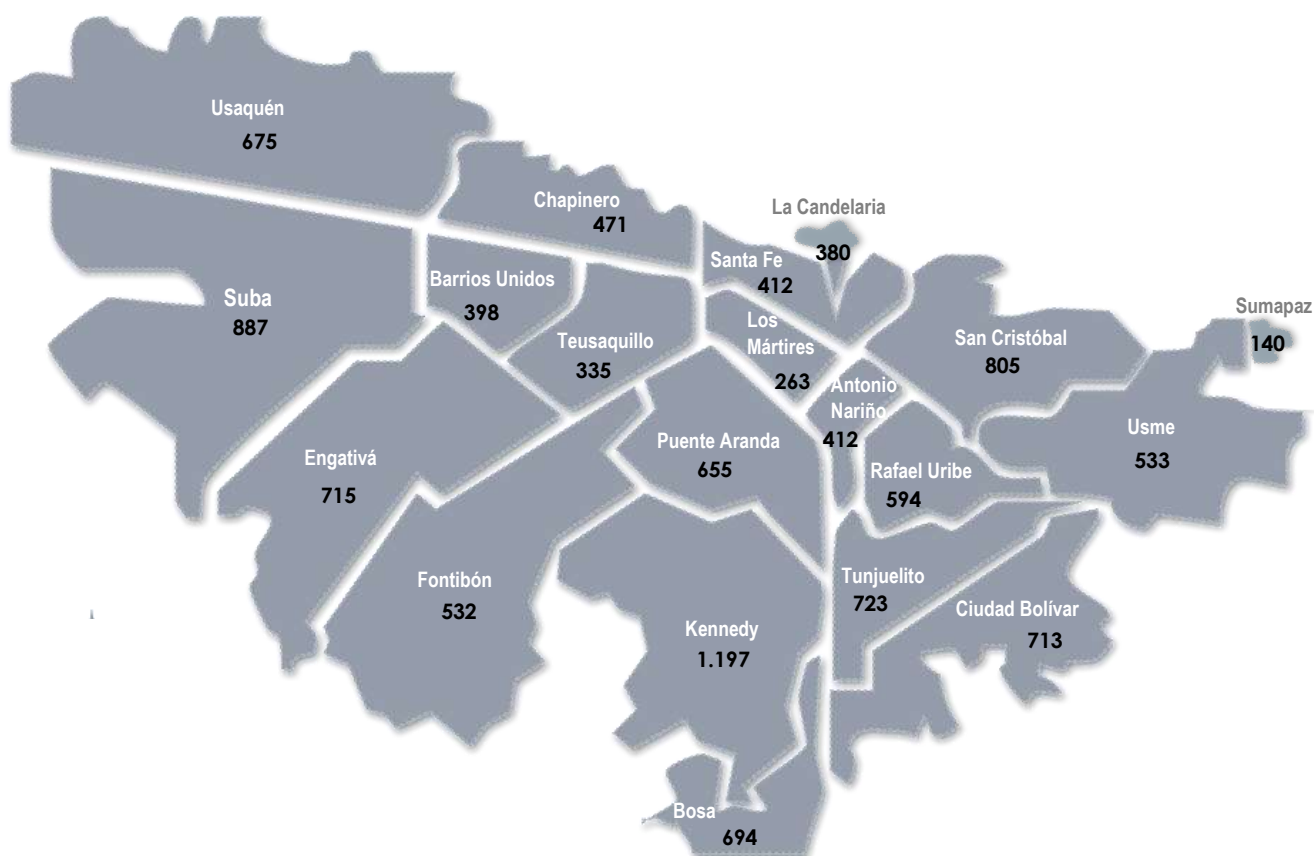 Usaquén
675
Chapinero
471
La Candelaria
380
Santa Fe
412
Barrios Unidos
398
Suba
887
Teusaquillo
335
Los
Mártires
263
San Cristóbal
805
Sumapaz
140
Antonio
Nariño
412
Usme
533
Engativá
715
Puente Aranda
655
Rafael Uribe
594
Fontibón
532
Tunjuelito
723
Ciudad Bolívar
713
Kennedy
1.197
Bosa
694